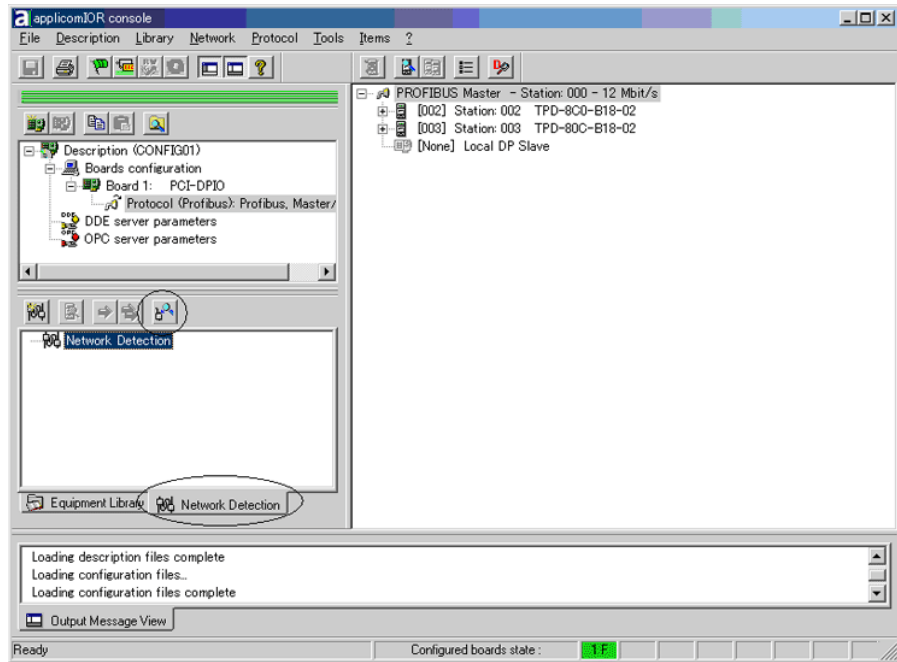 applicomIOR console
File Description Library Network Protocol Tools Items ?
Description (CONFIG01)
Boards configuration
Board 1: PCI-DPIO
Protocol (Profibus): Profibus, Master/
DDE server parameters
OPC server parameters
Network Detection
Equipment Library
Network Detection
PROFIBUS Master - Station: 000 - 12 Mbit/s
[002] Station: 002 TPD-8C0-B18-02
[003] Station: 003 TPD-80C-B18-02
[None] Local DP Slave
Loading description files complete
Loading configuration files...
Loading configuration files complete
Output Message View
Ready
Configured boards state :
1 F